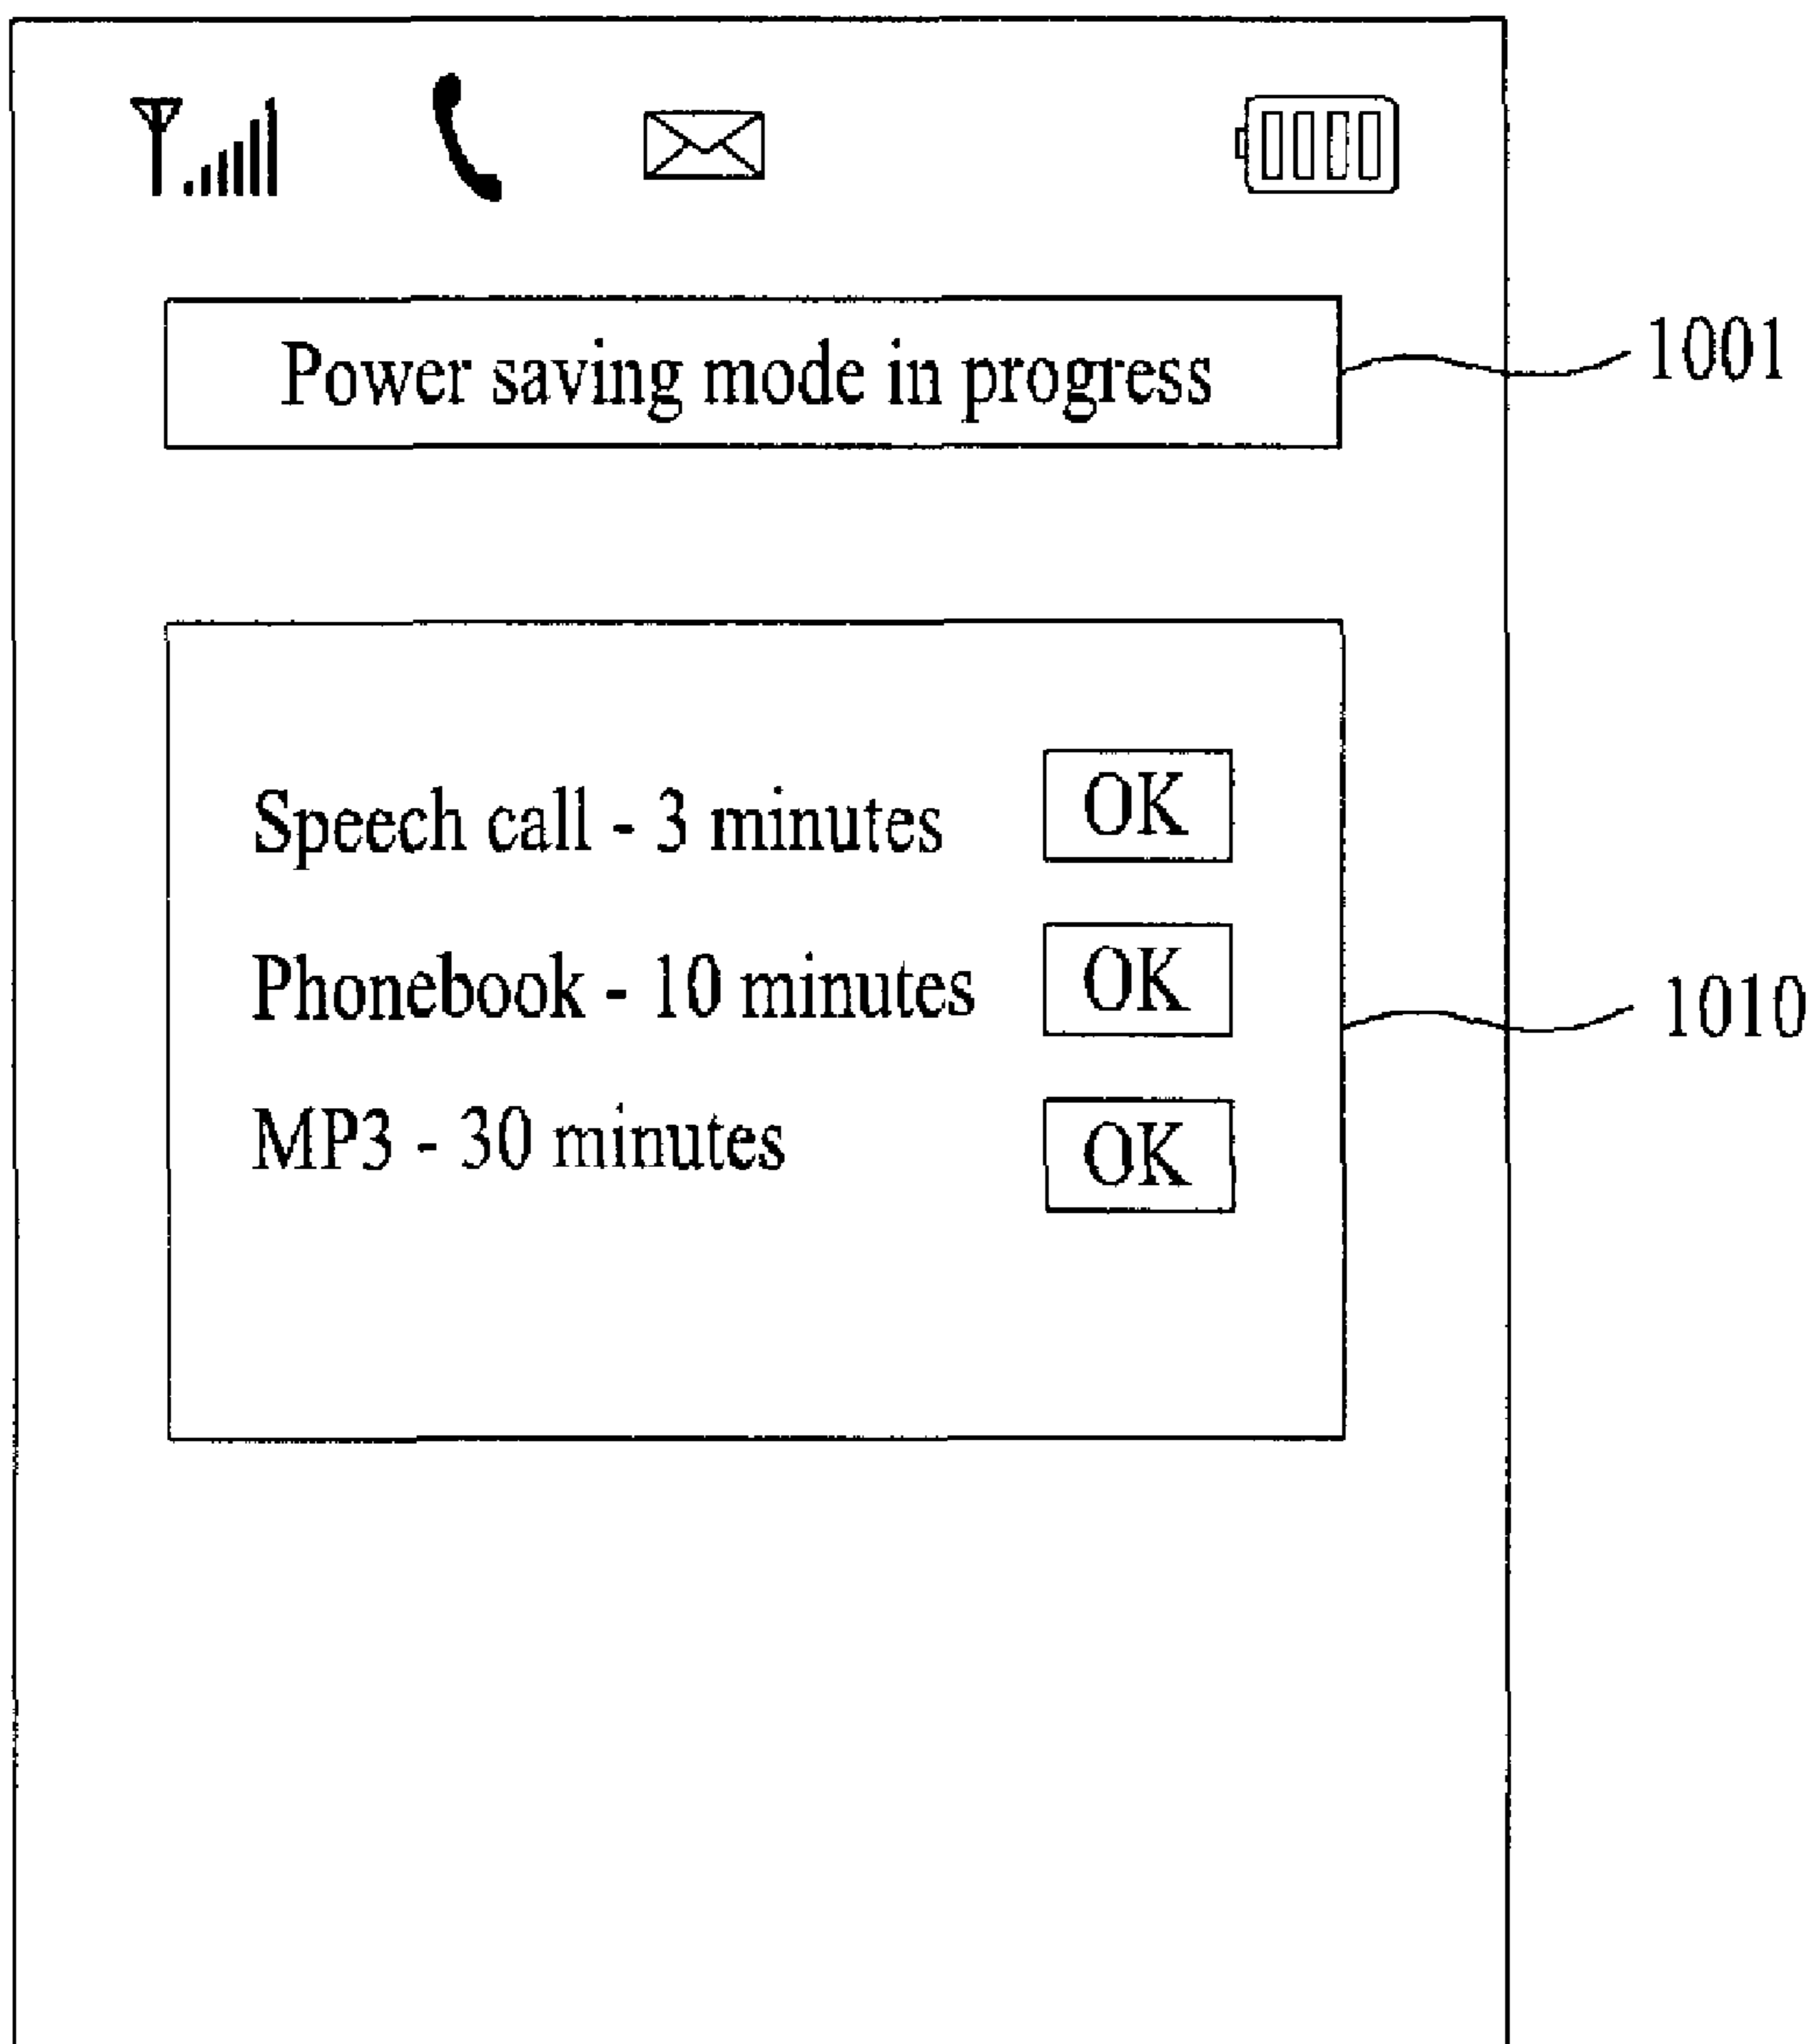 Power saving mode in progress
1001
Speech call - 3 minutes OK
Phonebook - 10 minutes OK
1010
MP3 - 30 minutes OK